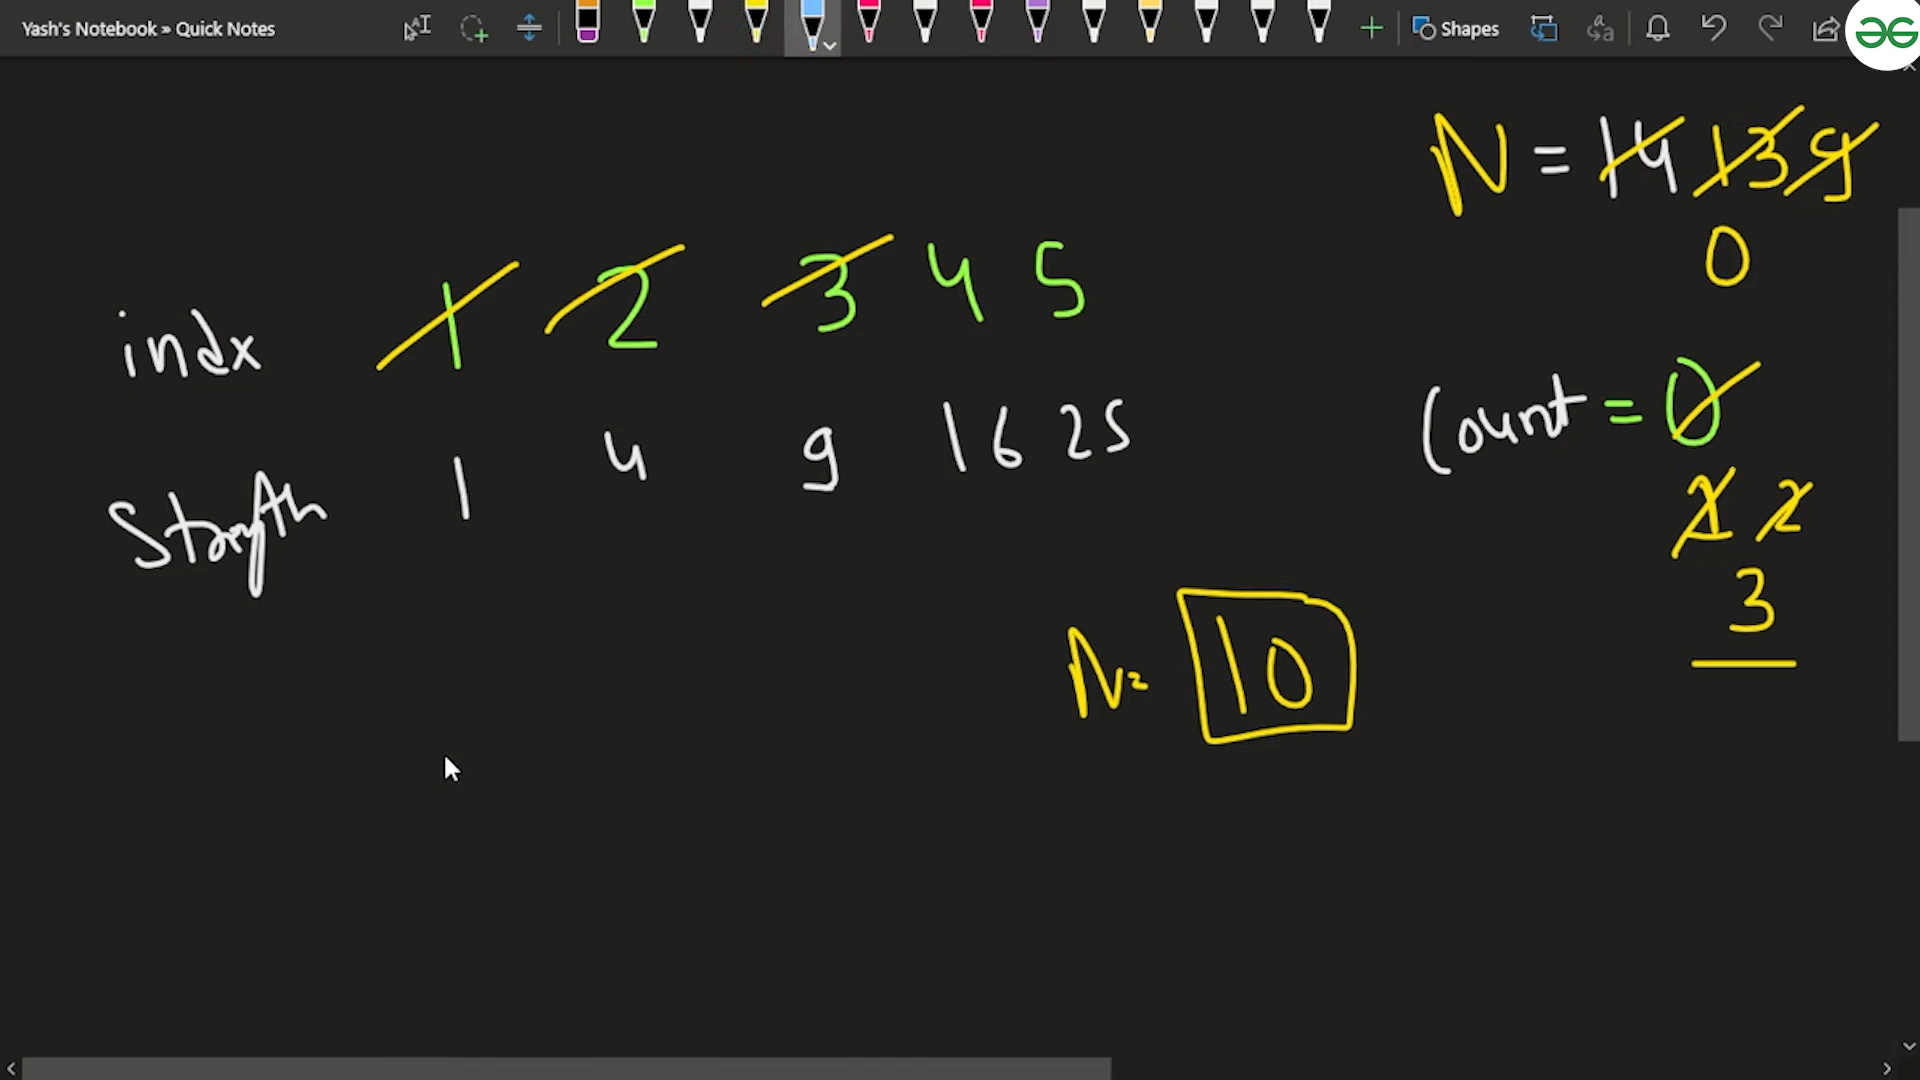 Yash's Notebook » Quick Notes
Shapes
N = 14 13 9
0
indx 1 2 3 4 5
Count = 0
Strength 1 4 9 16 25
1 2
3
N = 10